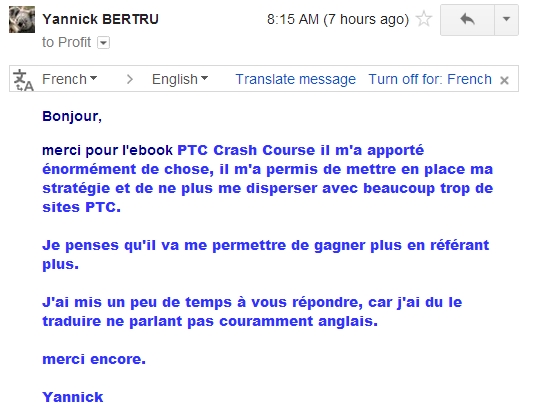 Yannick BERTRU 8:15 AM (7 hours ago)
to Profit
French > English Translate message Turn off for: French ×
Bonjour,
merci pour l'ebook PTC Crash Course il m'a apporté
énormément de chose, il m'a permis de mettre en place ma
stratégie et de ne plus me disperser avec beaucoup trop de
sites PTC.
Je penses qu'il va me permettre de gagner plus en référant
plus.
J'ai mis un peu de temps à vous répondre, car j'ai du le
traduire ne parlant pas couramment anglais.
merci encore.
Yannick